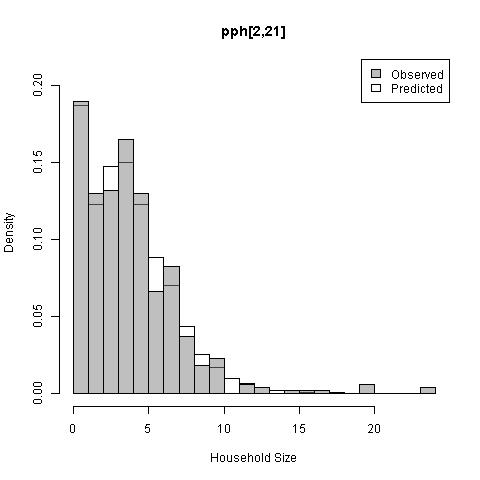 pph[2,21]
Observed
Predicted
0.20
0.15
0.10
0.05
0.00
Density
0 5 10 15 20
Household Size